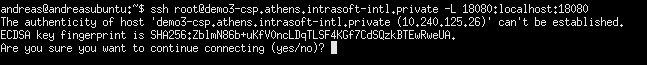 andreas@andreasubuntu:~$ ssh root@demo3-csp.athens.intrasoft-intl.private -L 18080:localhost:18080
The authenticity of host 'demo3-csp.athens.intrasoft-intl.private (10.240.125.26)' can't be established.
ECDSA key fingerprint is SHA256:ZblmN86b+uKfV0ncLDqTLSF4KGf7CdSQzkBTEwRweUA.
Are you sure you want to continue connecting (yes/no)?